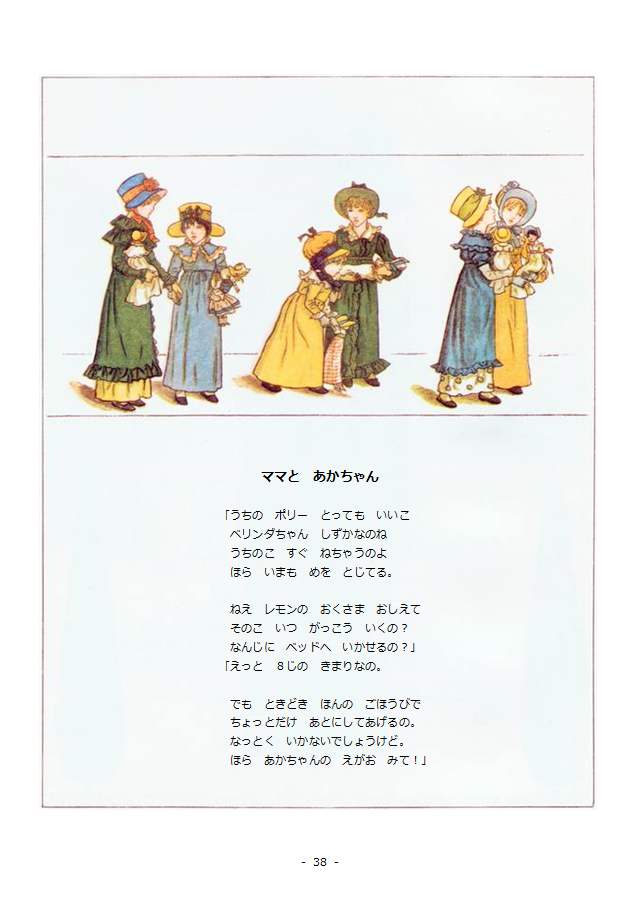 ママと　あかちゃん
「うちの　ポリー　とっても　いいこ
ベリンダちゃん　しずかなのね
うちのこ　すぐ　ねちゃうのよ
ほら　いまも　めを　とじてる。
ねえ　レモンの　おくさま　おしえて
そのこ　いつ　がっこう　いくの？
なんじに　ベッドへ　いかせるの？」
「えっと　８じの　きまりなの。
でも　ときどき　ほんの　ごほうびで
ちょっとだけ　あとにしてあげるの。
なっとく　いかないでしょうけど。
ほら　あかちゃんの　えがお　みて！」
- 38 -